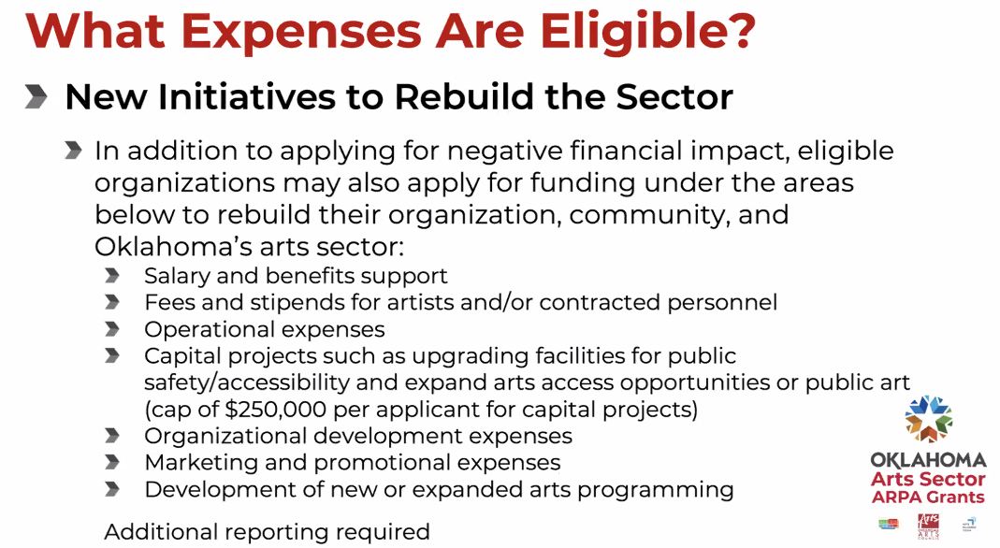 What Expenses Are Eligible?
New Initiatives to Rebuild the Sector
In addition to applying for negative financial impact, eligible
organizations may also apply for funding under the areas
below to rebuild their organization, community, and
Oklahoma’s arts sector:
Salary and benefits support
Fees and stipends for artists and/or contracted personnel
Operational expenses
Capital projects such as upgrading facilities for public
safety/accessibility and expand arts access opportunities or public art
(cap of $250,000 per applicant for capital projects)
Organizational development expenses
Marketing and promotional expenses
Development of new or expanded arts programming
Additional reporting required
OKLAHOMA
Arts Sector
ARPA Grants
Arts
ARTS
COUNCIL